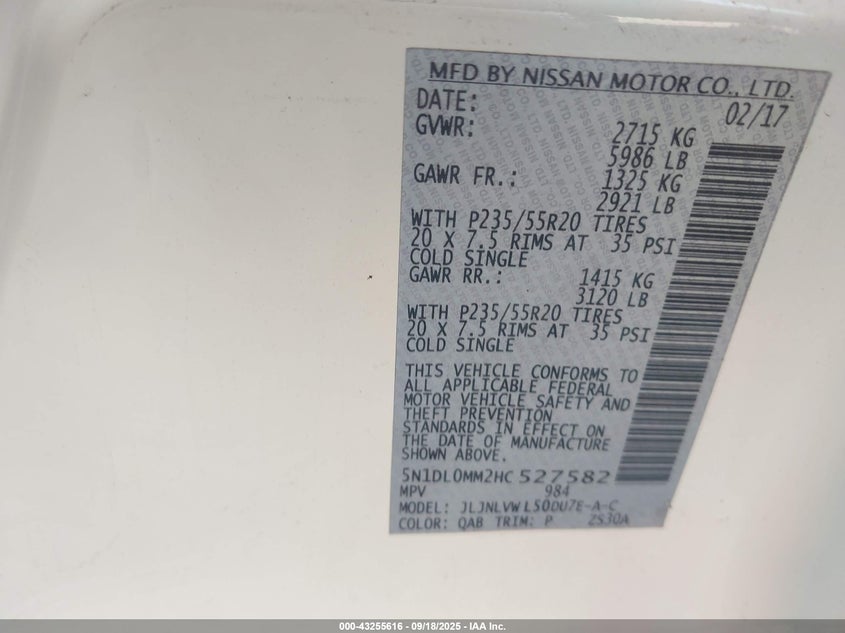 MFD BY NISSAN MOTOR CO., LTD.
DATE: 02/17
GVWR: 2715 KG
5986 LB
GAWR FR.: 1325 KG
2921 LB
WITH P235/55R20 TIRES
20 X 7.5 RIMS AT 35 PSI
COLD SINGLE
GAWR RR.: 1415 KG
3120 LB
WITH P235/55R20 TIRES
20 X 7.5 RIMS AT 35 PSI
COLD SINGLE
THIS VEHICLE CONFORMS TO
ALL APPLICABLE FEDERAL
MOTOR VEHICLE SAFETY AND
THEFT PREVENTION
STANDARDS IN EFFECT ON
THE DATE OF MANUFACTURE
SHOWN ABOVE.
5N1DL0MM2HC 527582
MPV 984
MODEL: JLJNLVWL50DU7E-A-C
COLOR: QAB TRIM: P ZS30A
000-43255616 - 09/18/2025 - IAA Inc.